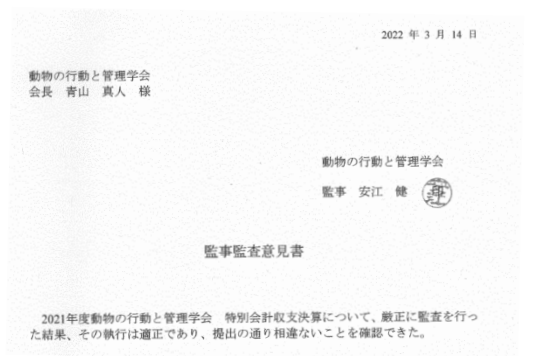 2022 年 3 月 14 日
動物の行動と管理学会
会長 青山 真人 様
動物の行動と管理学会
監事 安江 健
監事監査意見書
2021年度動物の行動と管理学会 特別会計収支決算について、厳正に監査を行っ
た結果、その執行は適正であり、提出の通り相違ないことを確認できた。